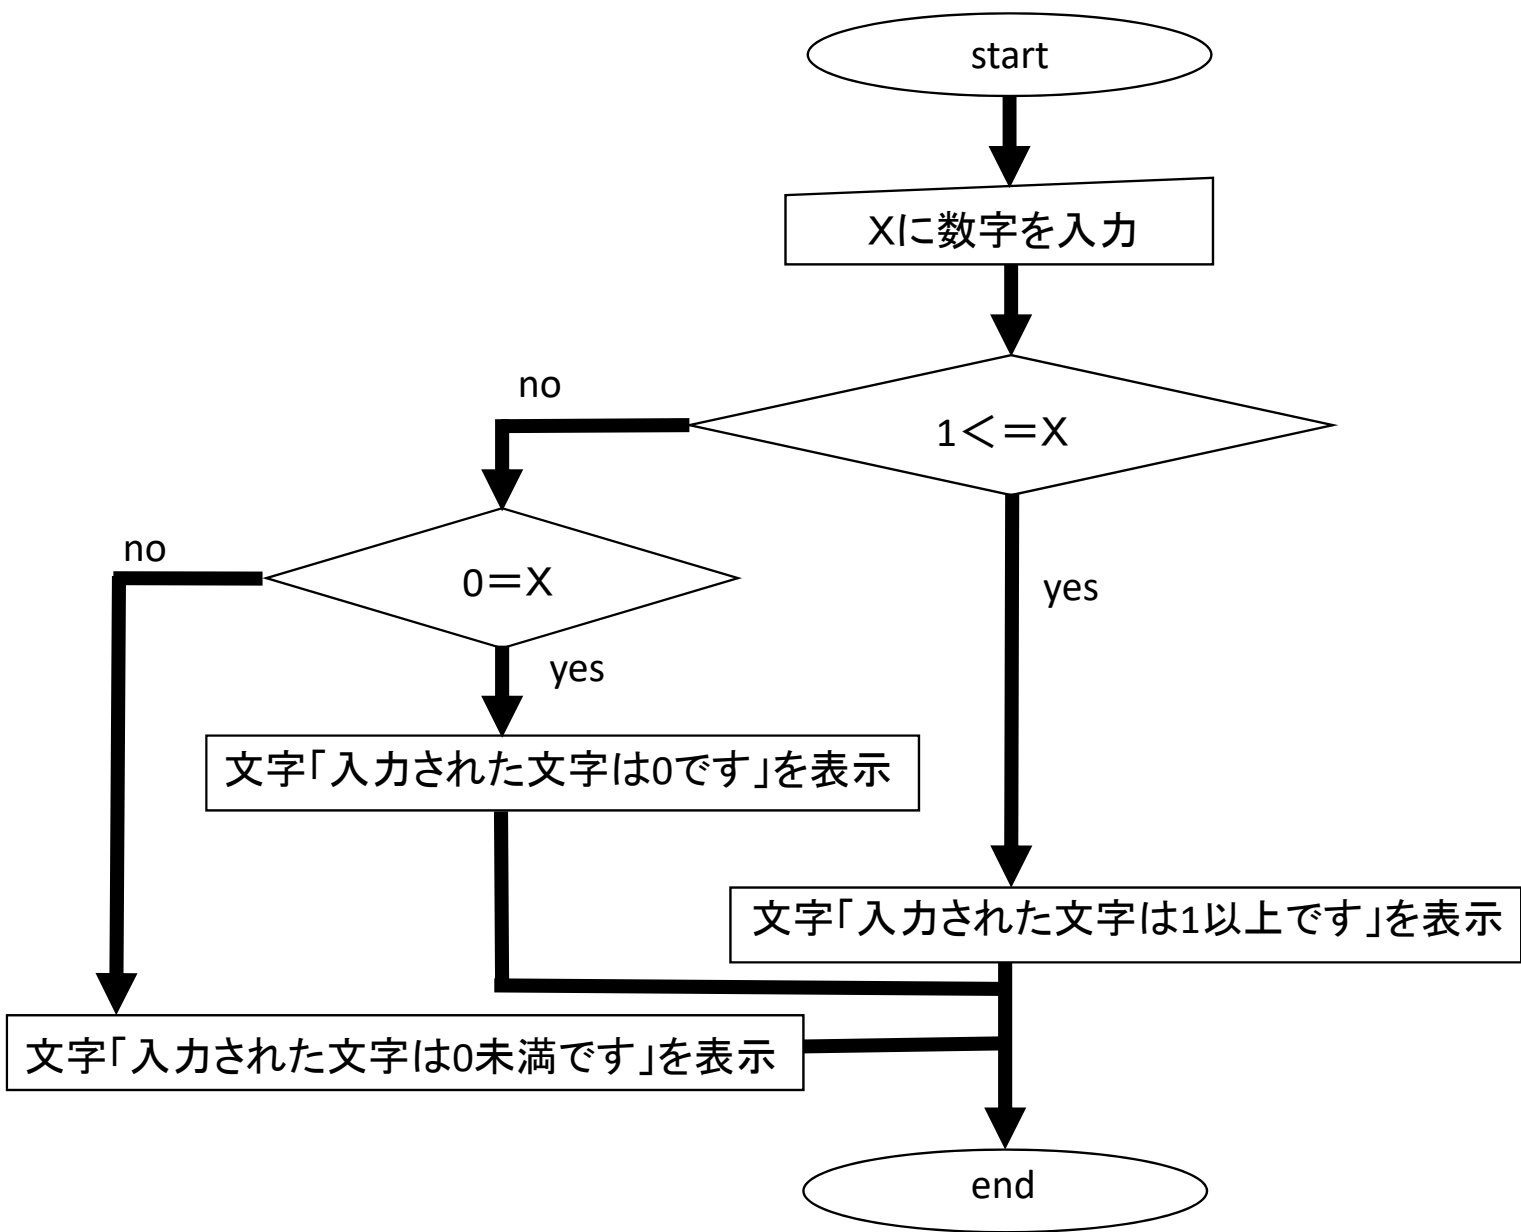 start
Xに数字を入力
no
1＜＝X
no
0＝X
yes
yes
文字「入力された文字は0です」を表示
文字「入力された文字は1以上です」を表示
文字「入力された文字は0未満です」を表示
end